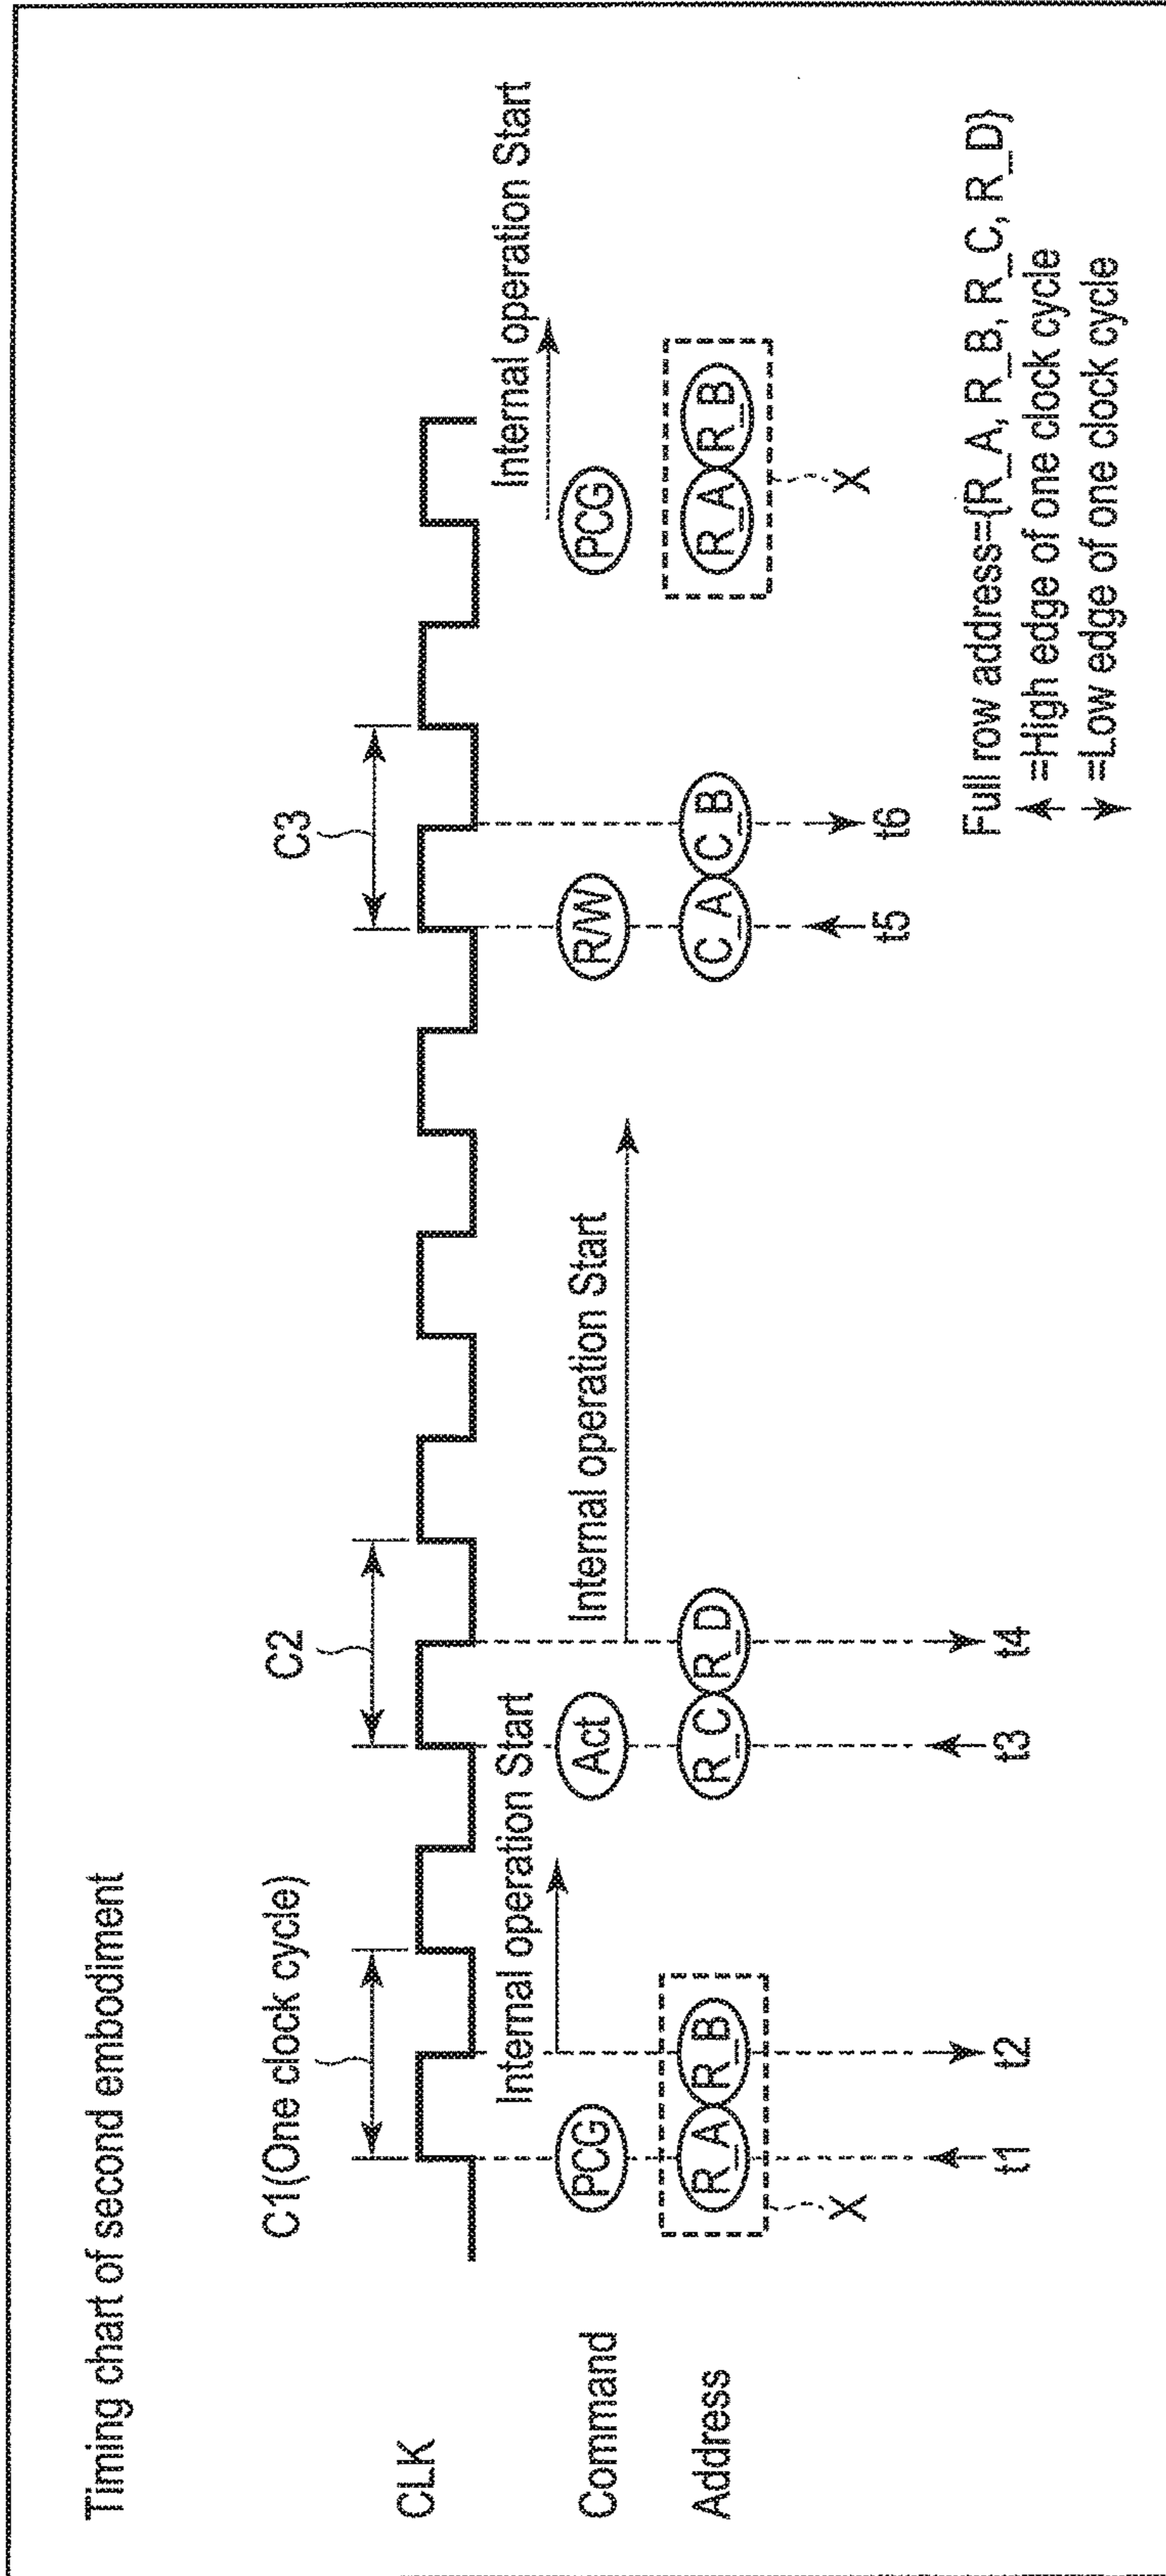 Timing chart of second embodiment
C1(One clock cycle)
C2
C3
CLK
Internal operation Start
Internal operation Start
Internal operation Start
Command
PCG
Act
R/W
PCG
Address
R_A
R_B
R_C
R_D
C_A
C_B
R_A
R_B
X
X
t1
t2
t3
t4
t5
t6
Full row address={R_A, R_B, R_C, R_D}
=High edge of one clock cycle
=Low edge of one clock cycle